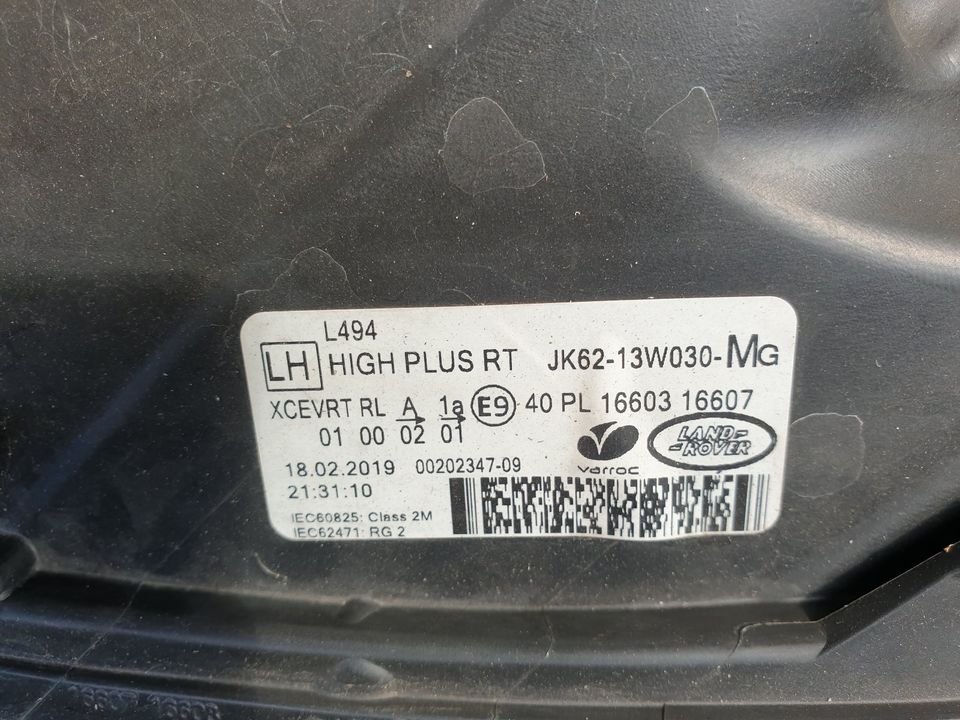 L494
LH HIGH PLUS RT JK62-13W030-MG
XCEVRT RL A 1a E9 40 PL 16603 16607
01 00 02 01
LAND-
-ROVER
varroc
18.02.2019 00202347-09
21:31:10
IEC60825: Class 2M
IEC62471: RG 2